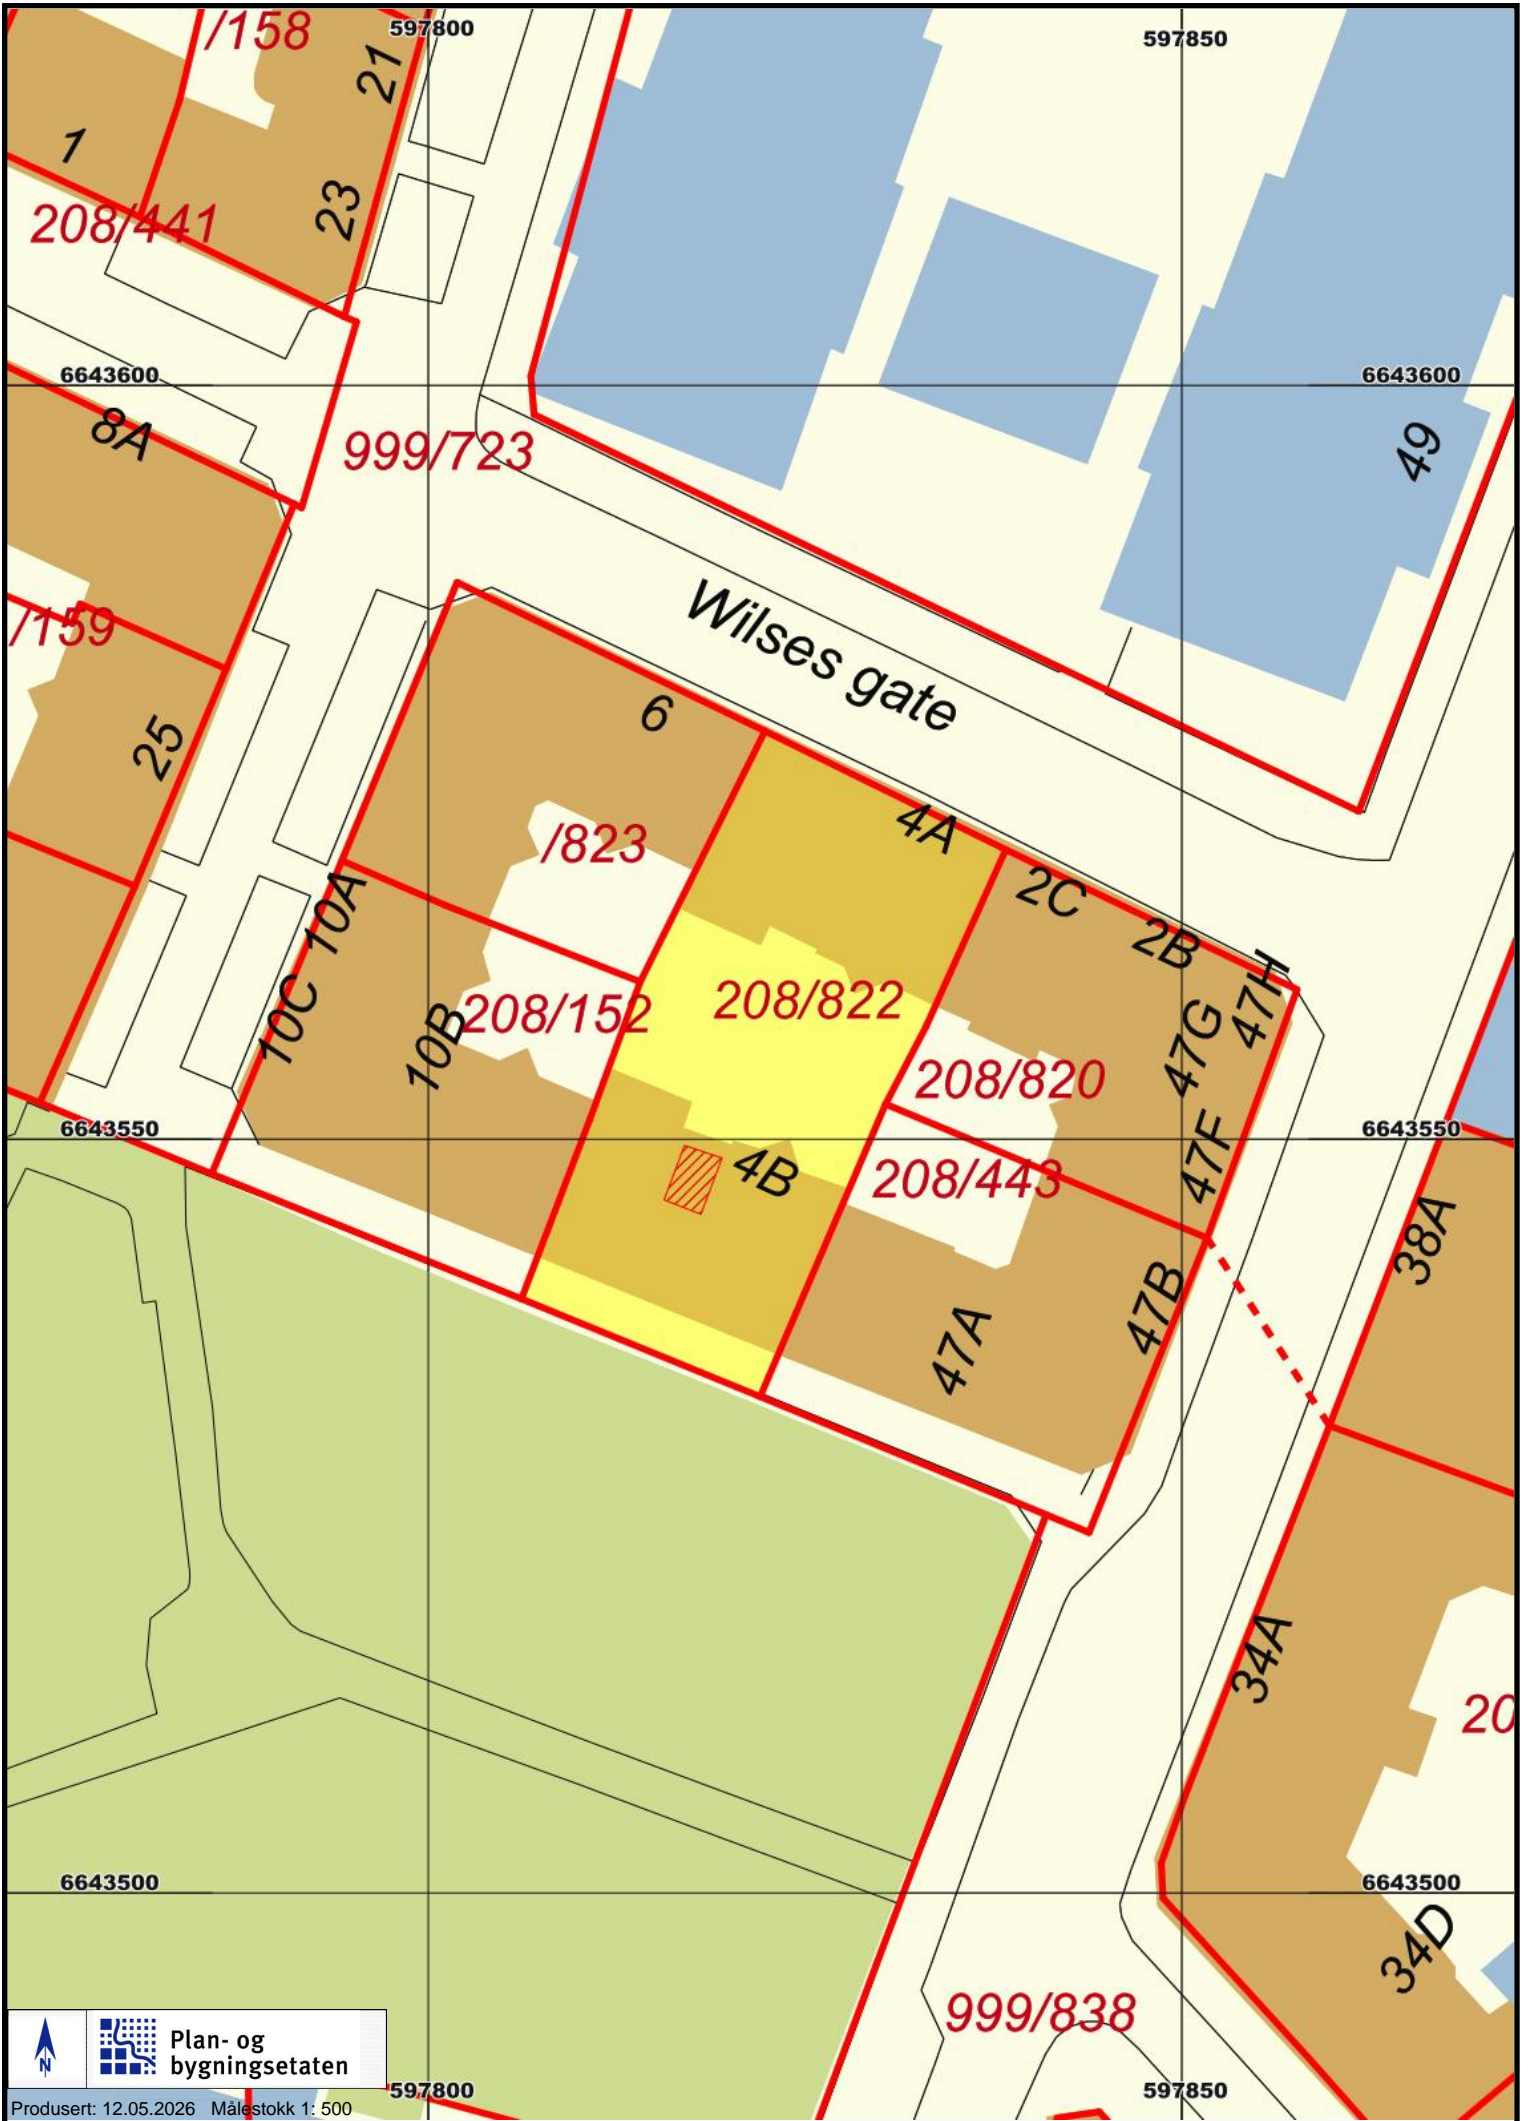 /158
597800
597850
21
1
23
208/441
6643600
6643600
8A
999/723
49
/159
Wilses gate
6
25
4A
/823
2C
10A
2B
47H
208/822
208/152
10C
10B
47G
208/820
6643550
6643550
4B
47F
208/443
38A
47B
47A
34A
20
6643500
6643500
34D
999/838
N
Plan- og
bygningsetaten
597800
597850
Produsert: 12.05.2026 Målestokk 1: 500